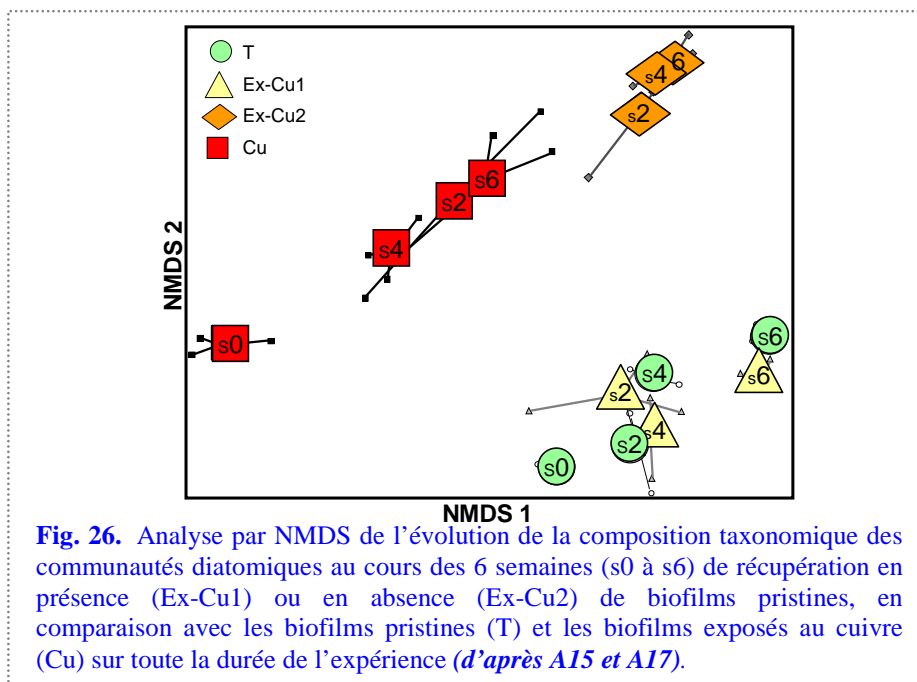 T
Ex-Cu1
Ex-Cu2
Cu
s4 6
s2
s6
s2
s4
s0
s6
s6
s4
s2
s4
s2
s0
NMDS 2
NMDS 1
Fig. 26. Analyse par NMDS de l’évolution de la composition taxonomique des
communautés diatomiques au cours des 6 semaines (s0 à s6) de récupération en
présence (Ex-Cu1) ou en absence (Ex-Cu2) de biofilms pristines, en
comparaison avec les biofilms pristines (T) et les biofilms exposés au cuivre
(Cu) sur toute la durée de l’expérience (d’après A15 et A17).